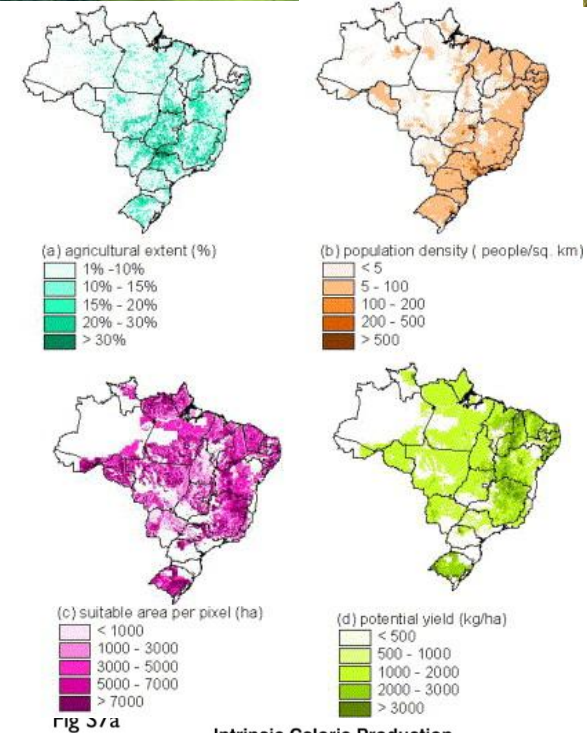 (a) agricultural extent (%)
1% -10%
10% - 15%
15% - 20%
20% - 30%
> 30%
(b) population density ( people/sq. km)
< 5
5 - 100
100 - 200
200 - 500
> 500
(c) suitable area per pixel (ha)
< 1000
1000 - 3000
3000 - 5000
5000 - 7000
> 7000
(d) potential yield (kg/ha)
< 500
500 - 1000
1000 - 2000
2000 - 3000
> 3000
Fig 37a
Intrinsic Calorie Production